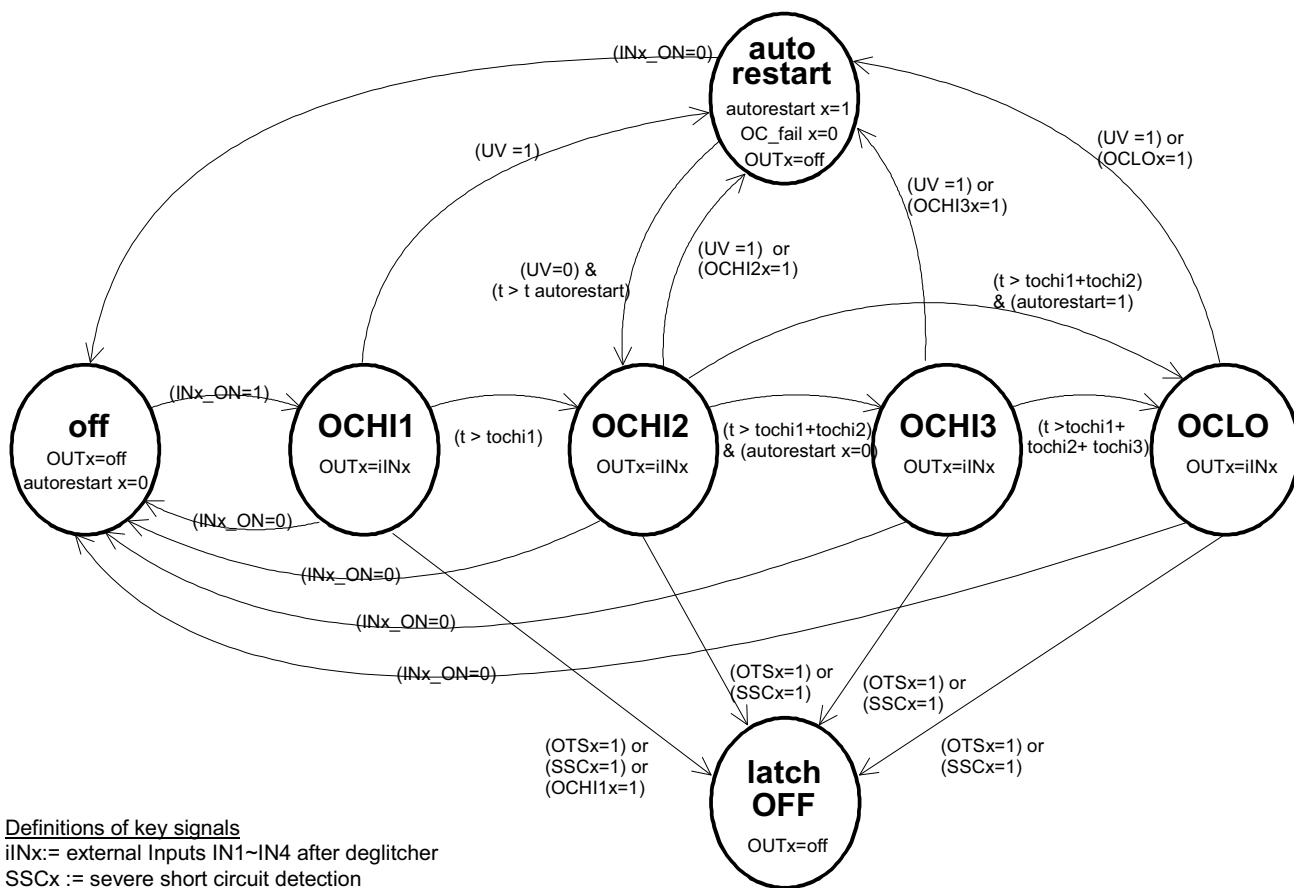 (INx_ON=0)
auto
restart
autorestart x=1
OC_fail x=0
OUTx=off
(UV =1)
(UV =1) or
(OCLOx=1)
(UV =1) or
(OCHI3x=1)
(UV =1) or
(OCHI2x=1)
(UV=0) &
(t > t autorestart)
(t > tochi1+tochi2)
& (autorestart=1)
off
OUTx=off
autorestart x=0
(INx_ON=1)
OCHI1
OUTx=iINx
(t > tochi1)
OCHI2
OUTx=iINx
(t > tochi1+tochi2)
& (autorestart x=0)
OCHI3
OUTx=iINx
(t >tochi1+
tochi2+ tochi3)
OCLO
OUTx=iINx
(INx_ON=0)
(INx_ON=0)
(INx_ON=0)
(INx_ON=0)
(OTSx=1) or
(SSCx=1)
(OTSx=1) or
(SSCx=1)
(OTSx=1) or
(SSCx=1) or
(OCHI1x=1)
(OTSx=1) or
(SSCx=1)
latch
OFF
OUTx=off
Definitions of key signals
iINx:= external Inputs IN1~IN4 after deglitcher
SSCx := severe short circuit detection